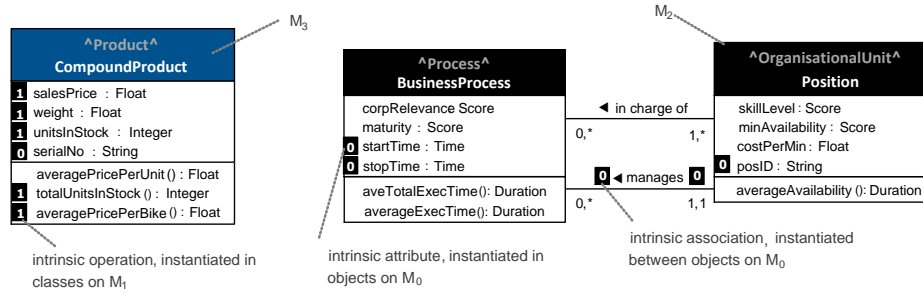 M3
M2
^Product^
CompoundProduct
1 salesPrice : Float
1 weight : Float
1 unitsInStock : Integer
0 serialNo : String
averagePricePerUnit() : Float
1 totalUnitsInStock() : Integer
1 averagePricePerBike() : Float
intrinsic operation, instantiated in
classes on M1
^Process^
BusinessProcess
corpRelevance Score
maturity : Score
0 startTime : Time
0 stopTime : Time
aveTotalExecTime(): Duration
averageExecTime(): Duration
intrinsic attribute, instantiated in
objects on M0
◄ in charge of
0,* 1,*
0 ◄ manages 0
0,* 1,1
^OrganisationalUnit^
Position
skillLevel : Score
minAvailability : Score
costPerMin : Float
0 posID : String
averageAvailability(): Duration
intrinsic association, instantiated
between objects on M0